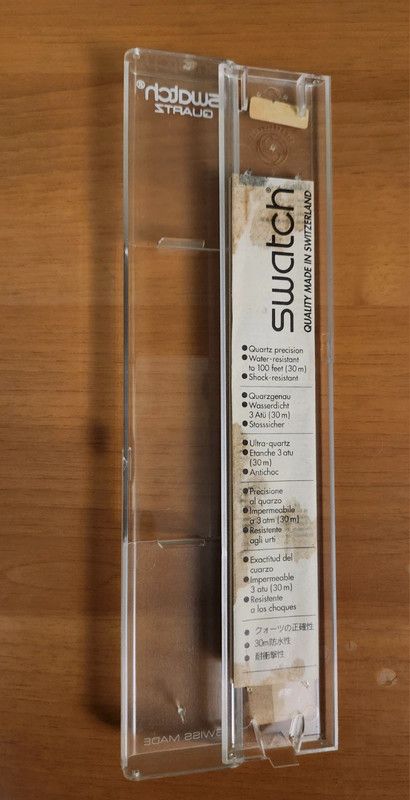 swatch®
QUARTZ
4
swatch®
QUALITY MADE IN SWITZERLAND
● Quartz precision
● Water-resistant
to 100 feet (30 m)
● Shock-resistant
● Quarzgenau
● Wasserdicht
3 Atü (30 m)
● Stosssicher
● Ultra-quartz
● Etanche 3 atu
(30 m)
● Antichoc
● Precisione
al quarzo
● Impermeabile
a 3 atm (30 m)
● Resistente
agli urti
● Exactitud del
cuarzo
● Impermeable
3 atu (30 m)
● Resistente
a los choques
● クォーツの正確性
● 30m防水性
● 耐衝撃性
SWISS MADE